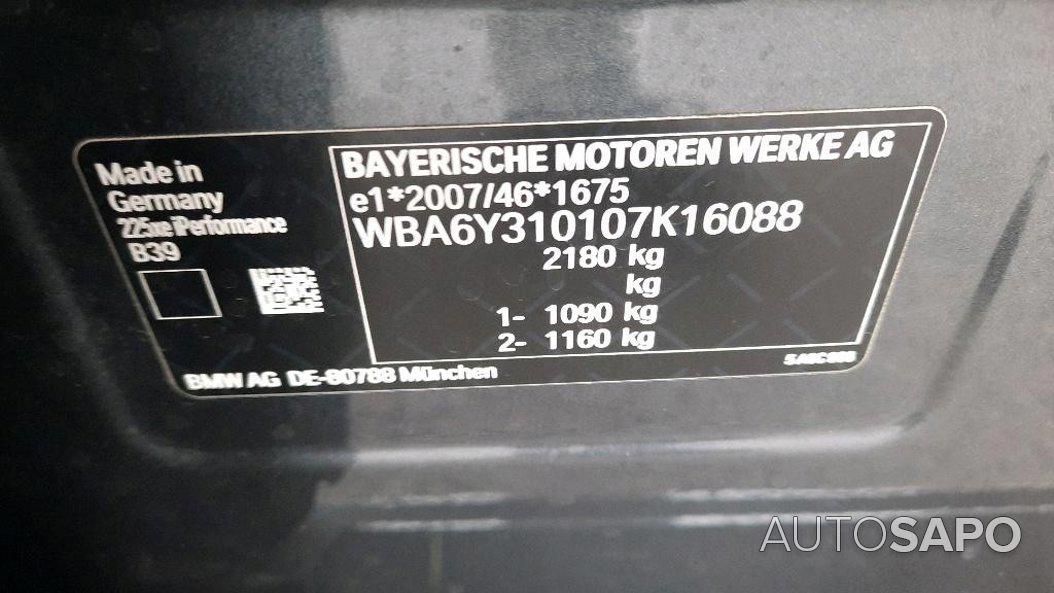 Made in
Germany
225xe iPerformance
B39
BAYERISCHE MOTOREN WERKE AG
e1*2007/46*1675
WBA6Y310107K16088
2180 kg
kg
1- 1090 kg
2- 1160 kg
BMW AG DE-80788 München
AUTOSAPO